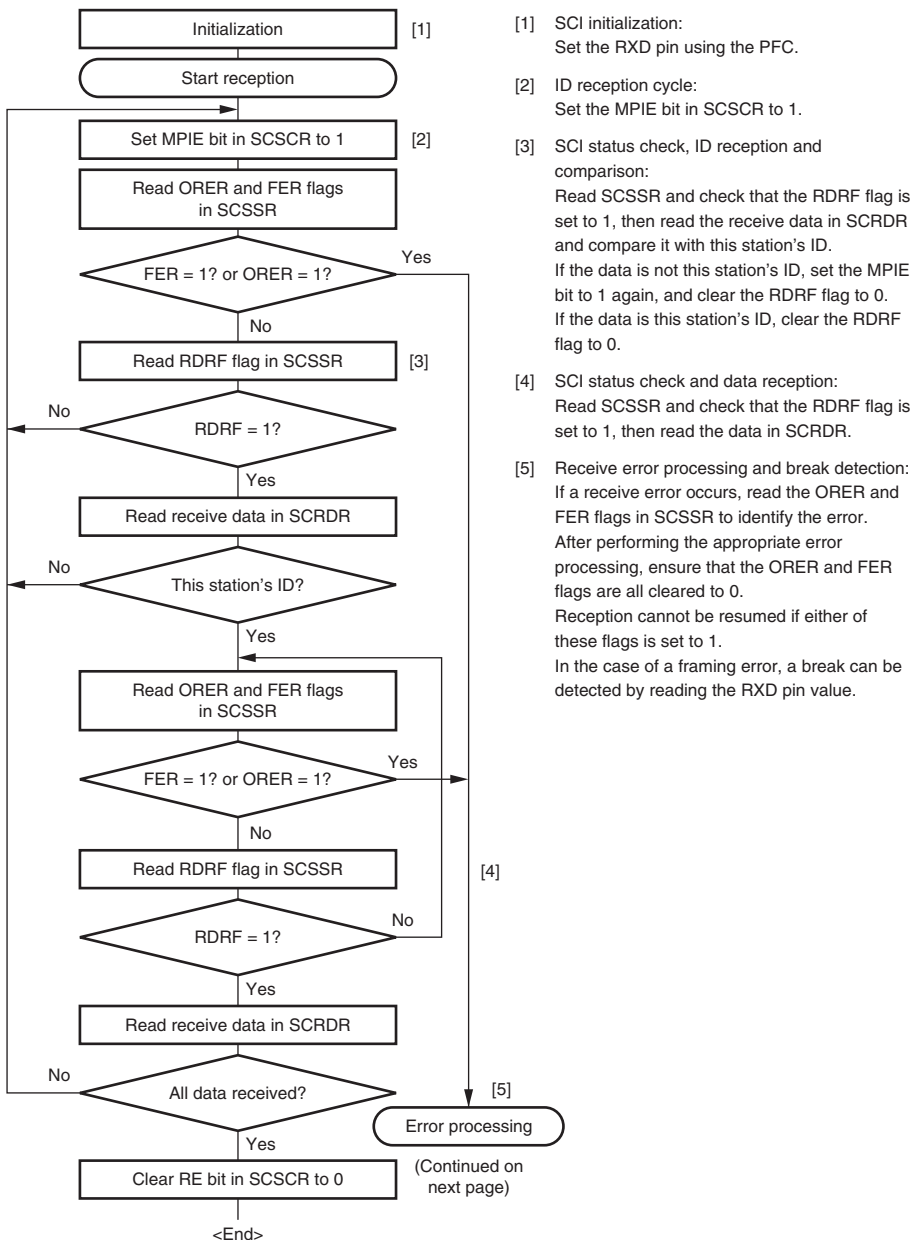 Initialization
[1]
Start reception
Set MPIE bit in SCSCR to 1
[2]
Read ORER and FER flags
in SCSSR
FER = 1? or ORER = 1?
Yes
No
Read RDRF flag in SCSSR
[3]
No
RDRF = 1?
Yes
Read receive data in SCRDR
No
This station's ID?
Yes
Read ORER and FER flags
in SCSSR
FER = 1? or ORER = 1?
Yes
No
Read RDRF flag in SCSSR
[4]
RDRF = 1?
No
Yes
Read receive data in SCRDR
No
All data received?
[5]
Error processing
Yes
(Continued on
next page)
Clear RE bit in SCSCR to 0
<End>
[1] SCI initialization:
Set the RXD pin using the PFC.
[2] ID reception cycle:
Set the MPIE bit in SCSCR to 1.
[3] SCI status check, ID reception and
comparison:
Read SCSSR and check that the RDRF flag is
set to 1, then read the receive data in SCRDR
and compare it with this station's ID.
If the data is not this station's ID, set the MPIE
bit to 1 again, and clear the RDRF flag to 0.
If the data is this station's ID, clear the RDRF
flag to 0.
[4] SCI status check and data reception:
Read SCSSR and check that the RDRF flag is
set to 1, then read the data in SCRDR.
[5] Receive error processing and break detection:
If a receive error occurs, read the ORER and
FER flags in SCSSR to identify the error.
After performing the appropriate error
processing, ensure that the ORER and FER
flags are all cleared to 0.
Reception cannot be resumed if either of
these flags is set to 1.
In the case of a framing error, a break can be
detected by reading the RXD pin value.